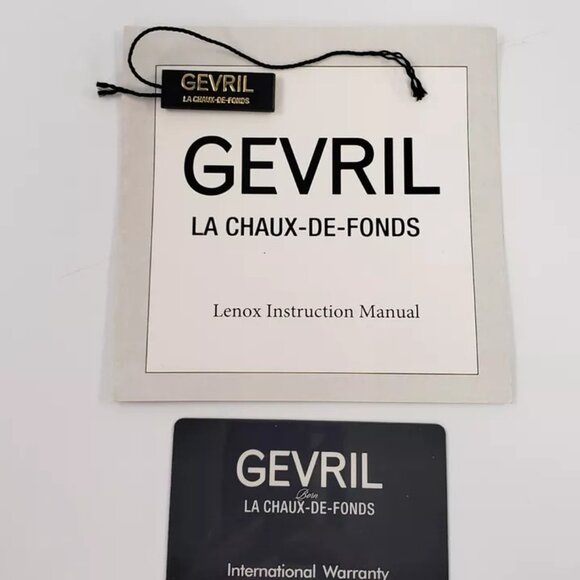 GEVRIL
LA CHAUX-DE-FONDS
GEVRIL
LA CHAUX-DE-FONDS
Lenox Instruction Manual
GEVRIL
Born
LA CHAUX-DE-FONDS
International Warranty